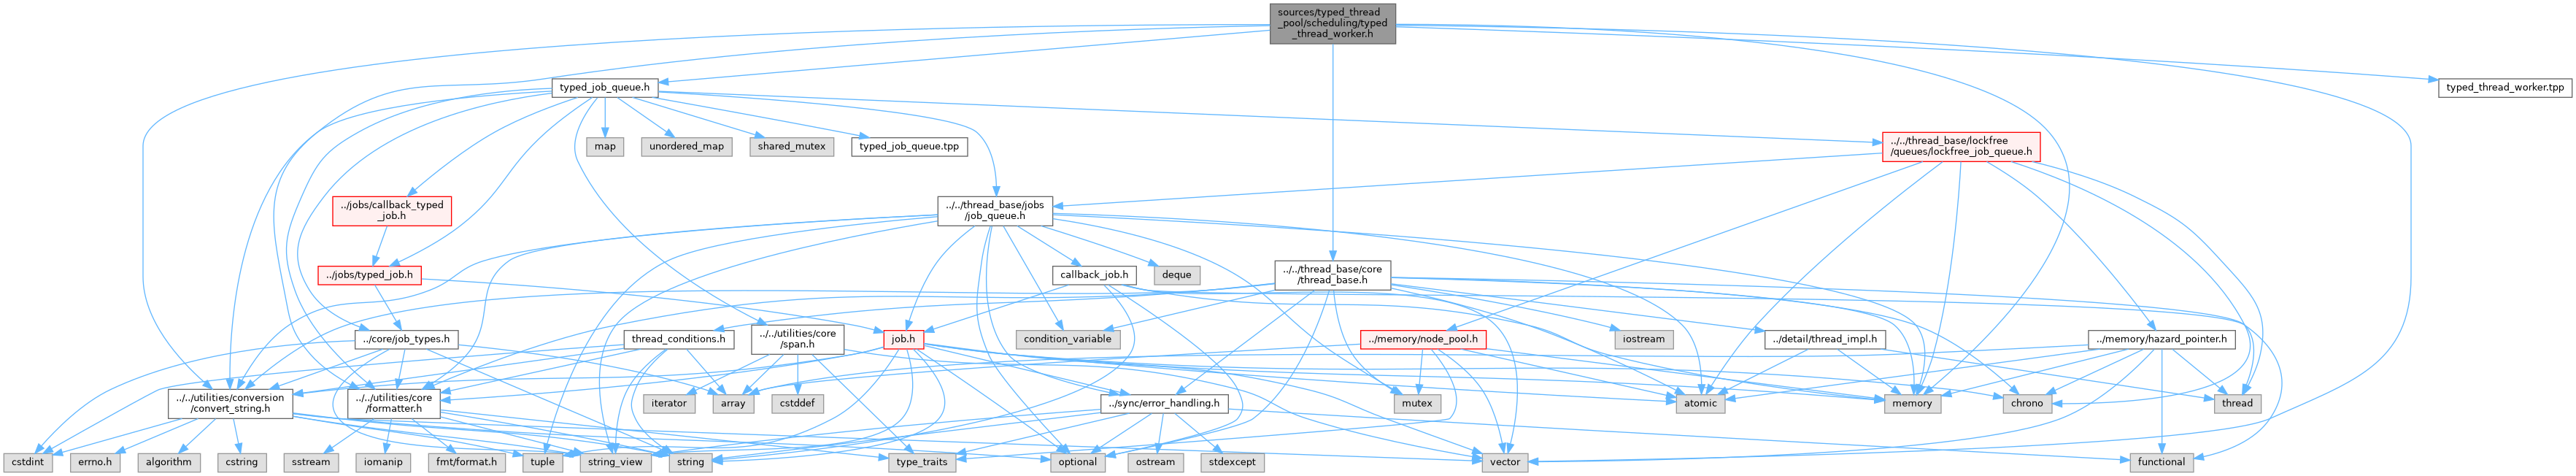 sources/typed_thread
_pool/scheduling/typed
_thread_worker.h
typed_job_queue.h
typed_thread_worker.tpp
map
unordered_map
shared_mutex
typed_job_queue.tpp
../../thread_base/lockfree
/queues/lockfree_job_queue.h
../jobs/callback_typed
_job.h
../../thread_base/jobs
/job_queue.h
../jobs/typed_job.h
callback_job.h
deque
../../thread_base/core
/thread_base.h
../core/job_types.h
thread_conditions.h
../../utilities/core
/span.h
job.h
condition_variable
../memory/node_pool.h
iostream
../detail/thread_impl.h
../memory/hazard_pointer.h
../../utilities/conversion
/convert_string.h
../../utilities/core
/formatter.h
iterator
array
cstddef
../sync/error_handling.h
mutex
atomic
memory
chrono
thread
cstdint
errno.h
algorithm
cstring
sstream
iomanip
fmt/format.h
tuple
string_view
string
type_traits
optional
ostream
stdexcept
vector
functional